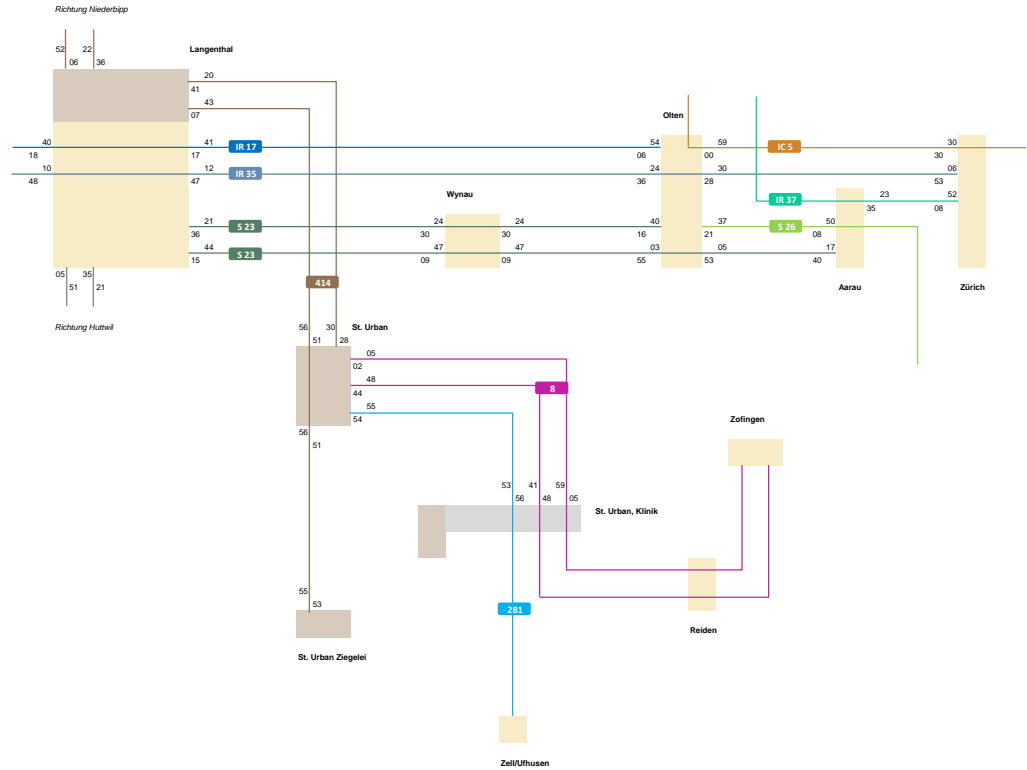 Richtung Niederbipp
52 22
06 36
Langenthal
20
41
43
07
Olten
40 41 IR 17 54 59 IC 5 30
18 17 06 00 30
10 12 IR 35 24 30 06
48 47 36 28 53
Wynau
IR 37 23 52
35 08
21 S 23 24 24 40 37 S 26 50
36 30 30 16 21 08
44 S 23 47 47 03 05 17
15 09 09 55 53 40
05 35
51 21
414
Aarau
Zürich
Richtung Huttwil
56 30 St. Urban
51 28
05
02
48
44
8
55
54
Zofingen
56
51
53 41 59
56 48 05
St. Urban, Klinik
55
53
281
Reiden
St. Urban Ziegelei
Zell/Ufhusen